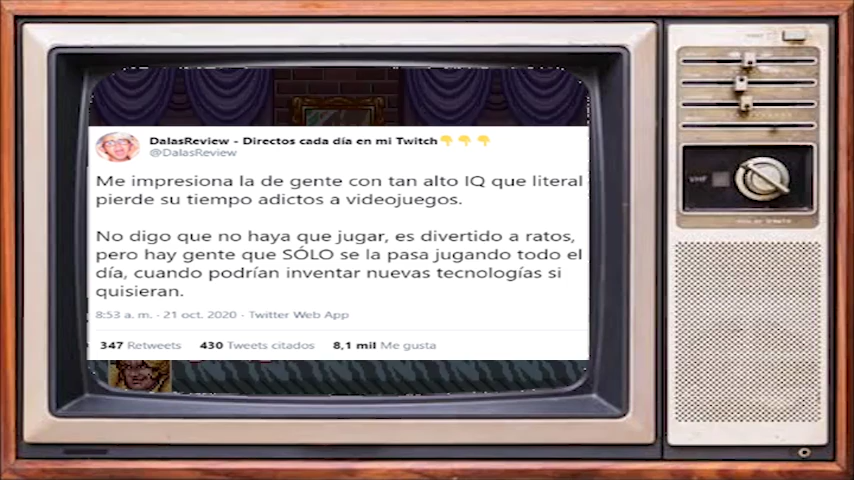 DalasReview - Directos cada día en mi Twitch👇👇👇
@DalasReview
Me impresiona la de gente con tan alto IQ que literal
pierde su tiempo adictos a videojuegos.
No digo que no haya que jugar, es divertido a ratos,
pero hay gente que SÓLO se la pasa jugando todo el
día, cuando podrían inventar nuevas tecnologías si
quisieran.
8:53 a. m. · 21 oct. 2020 · Twitter Web App
347 Retweets 430 Tweets citados 8,1 mil Me gusta
VHF